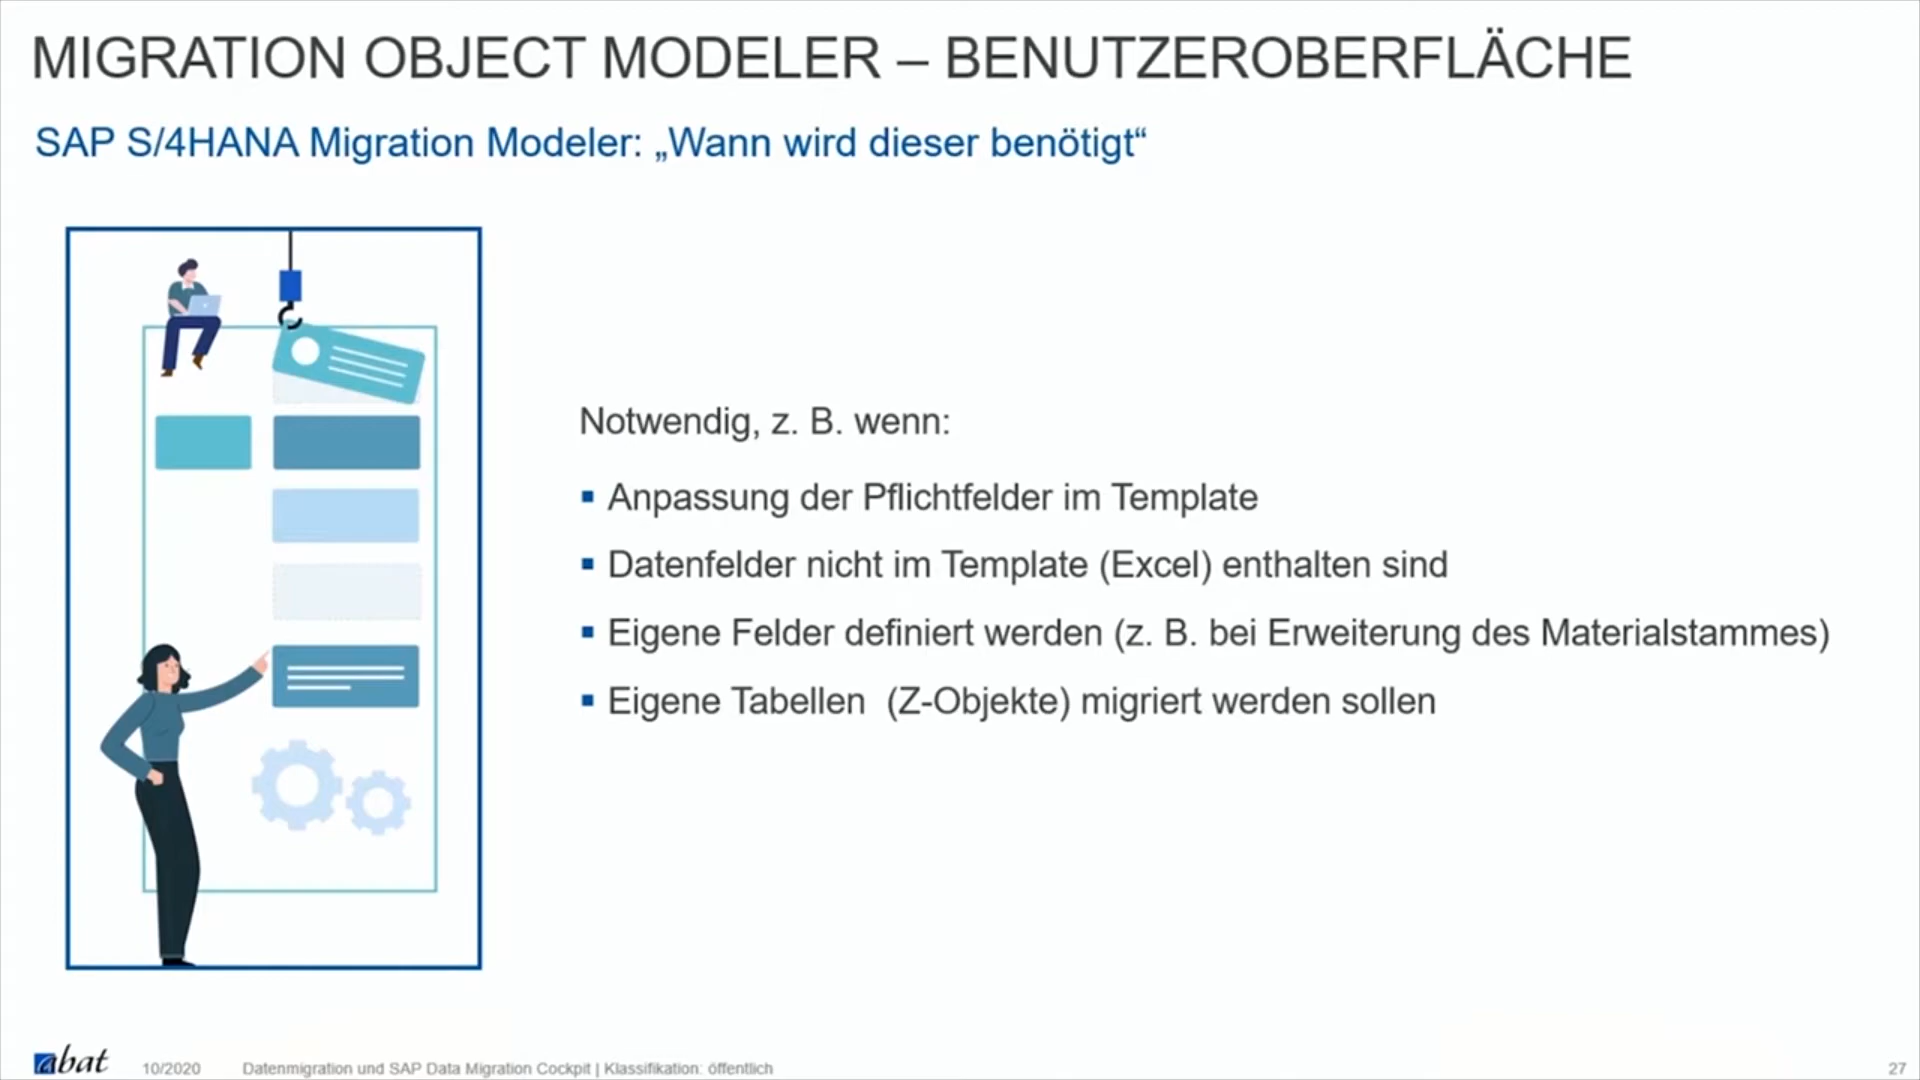 MIGRATION OBJECT MODELER – BENUTZEROBERFLÄCHE
SAP S/4HANA Migration Modeler: „Wann wird dieser benötigt“
Notwendig, z. B. wenn:
▪ Anpassung der Pflichtfelder im Template
▪ Datenfelder nicht im Template (Excel) enthalten sind
▪ Eigene Felder definiert werden (z. B. bei Erweiterung des Materialstammes)
▪ Eigene Tabellen (Z-Objekte) migriert werden sollen
abat
10/2020 Datenmigration und SAP Data Migration Cockpit | Klassifikation: öffentlich
27